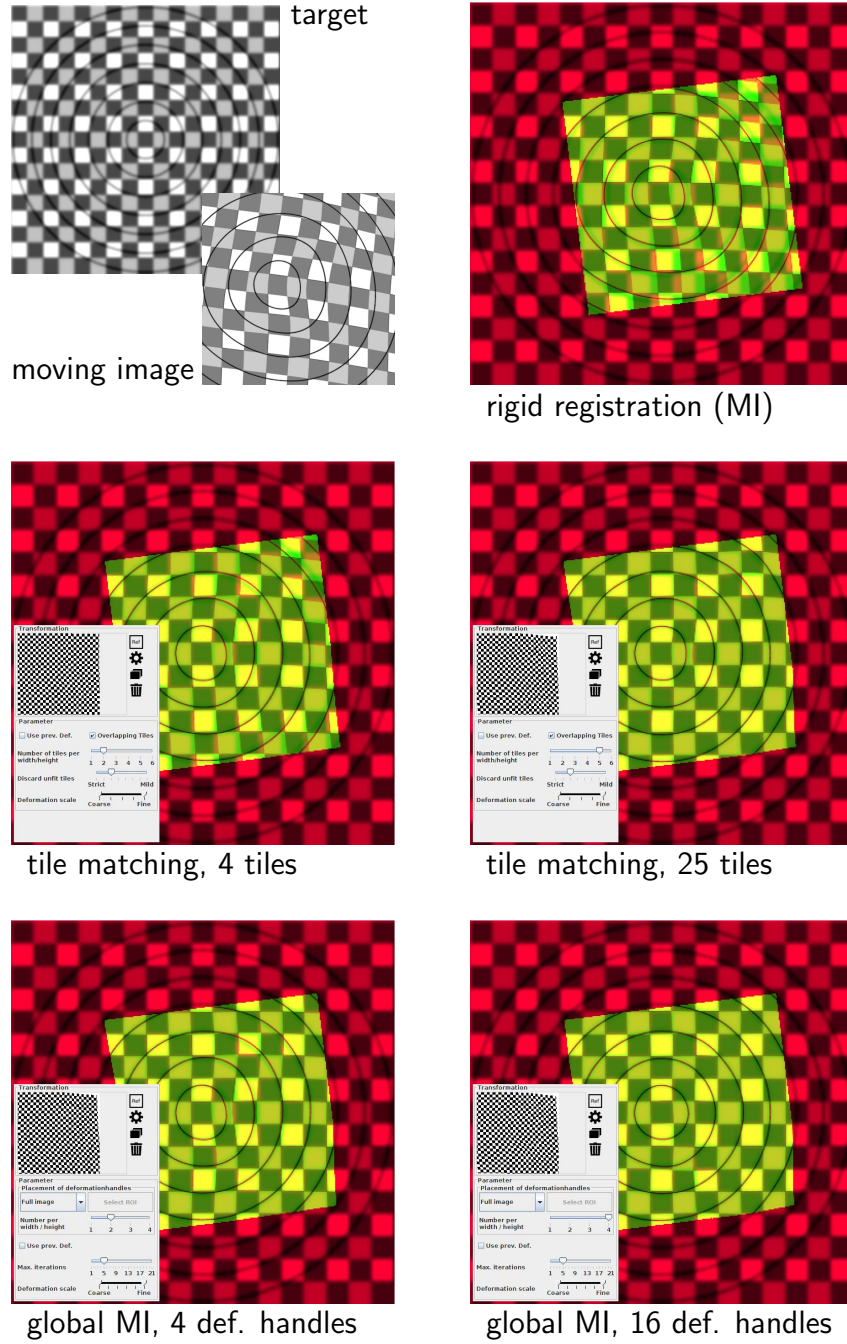 target
moving image
rigid registration (MI)
Transformation
Ref
Parameter
Use prev. Def.
Overlapping Tiles
Number of tiles per
width/height
1 2 3 4 5 6
Discard unfit tiles
Strict Mild
Deformation scale
Coarse Fine
tile matching, 4 tiles
Transformation
Ref
Parameter
Use prev. Def.
Overlapping Tiles
Number of tiles per
width/height
1 2 3 4 5 6
Discard unfit tiles
Strict Mild
Deformation scale
Coarse Fine
tile matching, 25 tiles
Transformation
Ref
Parameter
Placement of deformationhandles
Full image
Select ROI
Number per
width / height
1 2 3 4
Use prev. Def.
Max. iterations
1 5 9 13 17 21
Deformation scale
Coarse Fine
global MI, 4 def. handles
Transformation
Ref
Parameter
Placement of deformationhandles
Full image
Select ROI
Number per
width / height
1 2 3 4
Use prev. Def.
Max. iterations
1 5 9 13 17 21
Deformation scale
Coarse Fine
global MI, 16 def. handles